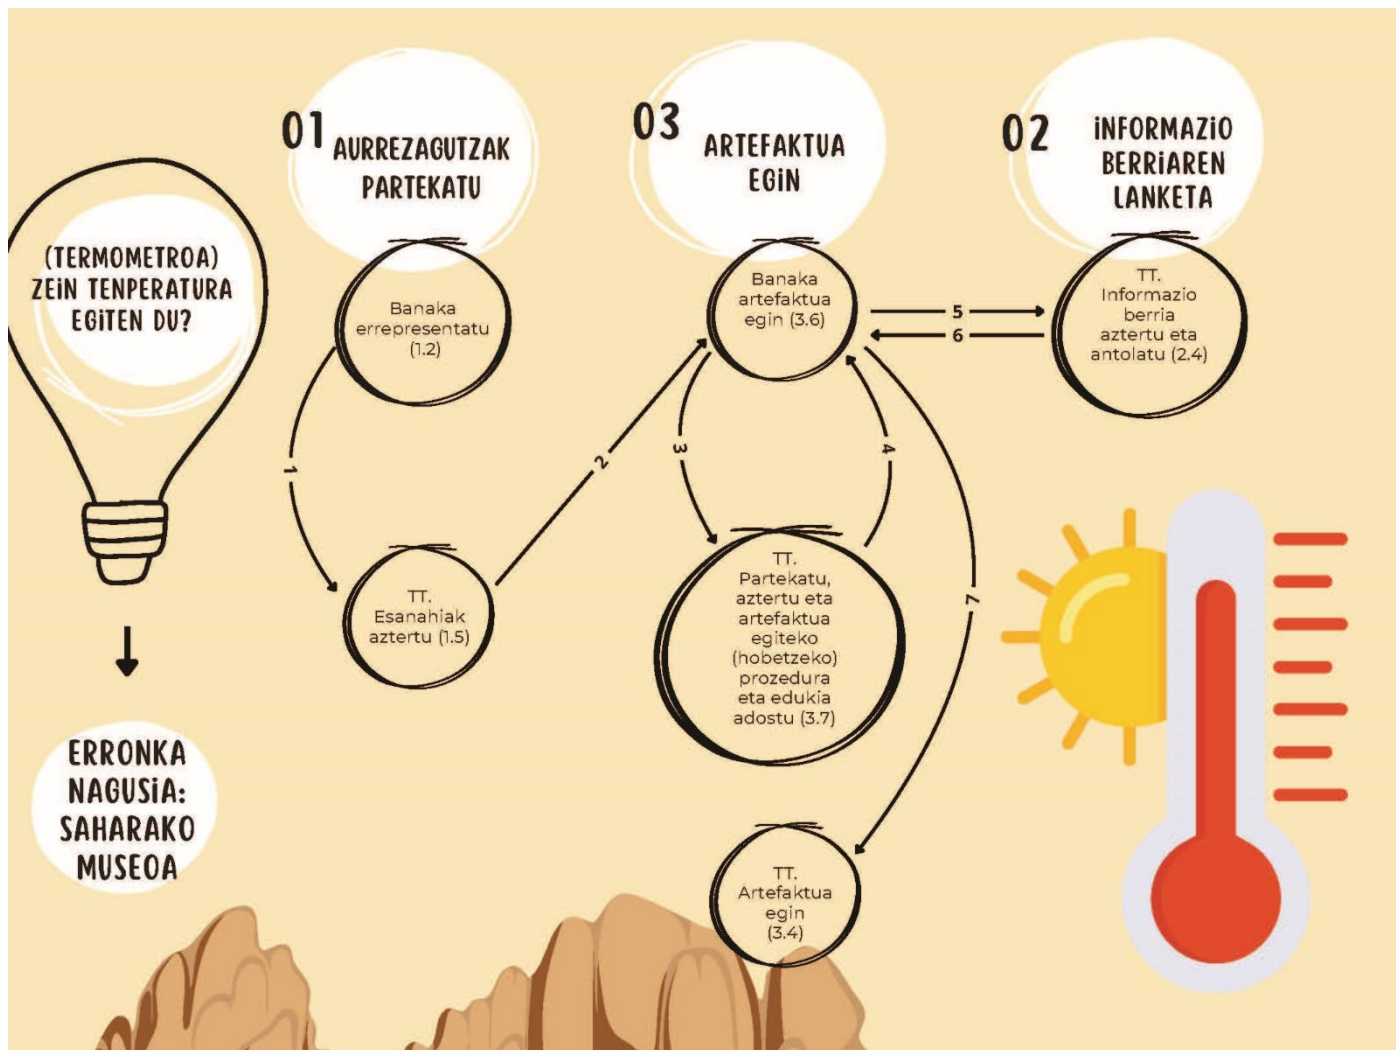 (TERMOMETROA)
ZEIN TENPERATURA
EGiTEN DU?
ERRONKA
NAGUSiA:
SAHARAKO
MUSEOA
01
AURREZAGUTZAK
PARTEKATU
Banaka
errepresentatu
(1.2)
1
TT.
Esanahiak
aztertu (1.5)
2
03
ARTEFAKTUA
EGiN
Banaka
artefaktua
egin (3.6)
3
4
TT.
Partekatu,
aztertu eta
artefaktua
egiteko
(hobetzeko)
prozedura
eta edukia
adostu (3.7)
5
6
7
TT.
Artefaktua
egin
(3.4)
02
iNFORMAZiO
BERRiAREN
LANKETA
TT.
Informazio
berria
aztertu eta
antolatu (2.4)